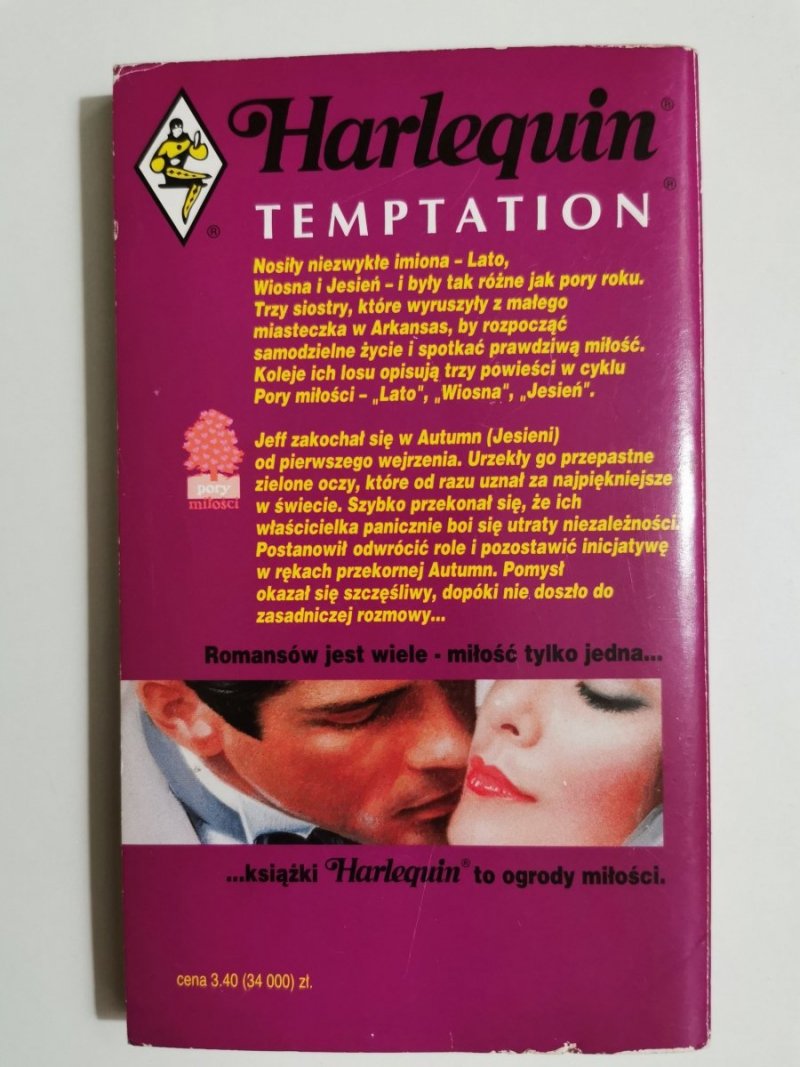 Harlequin®
TEMPTATION®
®
Nosiły niezwykłe imiona – Lato,
Wiosna i Jesień – i były tak różne jak pory roku.
Trzy siostry, które wyruszyły z małego
miasteczka w Arkansas, by rozpocząć
samodzielne życie i spotkać prawdziwą miłość.
Koleje ich losu opisują trzy powieści w cyklu
Pory miłości – „Lato", „Wiosna", „Jesień".
pory
miłości
Jeff zakochał się w Autumn (Jesieni)
od pierwszego wejrzenia. Urzekły go przepastne
zielone oczy, które od razu uznał za najpiękniejsze
w świecie. Szybko przekonał się, że ich
właścicielka panicznie boi się utraty niezależności.
Postanowił odwrócić role i pozostawić inicjatywę
w rękach przekornej Autumn. Pomysł
okazał się szczęśliwy, dopóki nie doszło do
zasadniczej rozmowy...
Romansów jest wiele - miłość tylko jedna...
...książki Harlequin® to ogrody miłości.
cena 3.40 (34 000) zł.